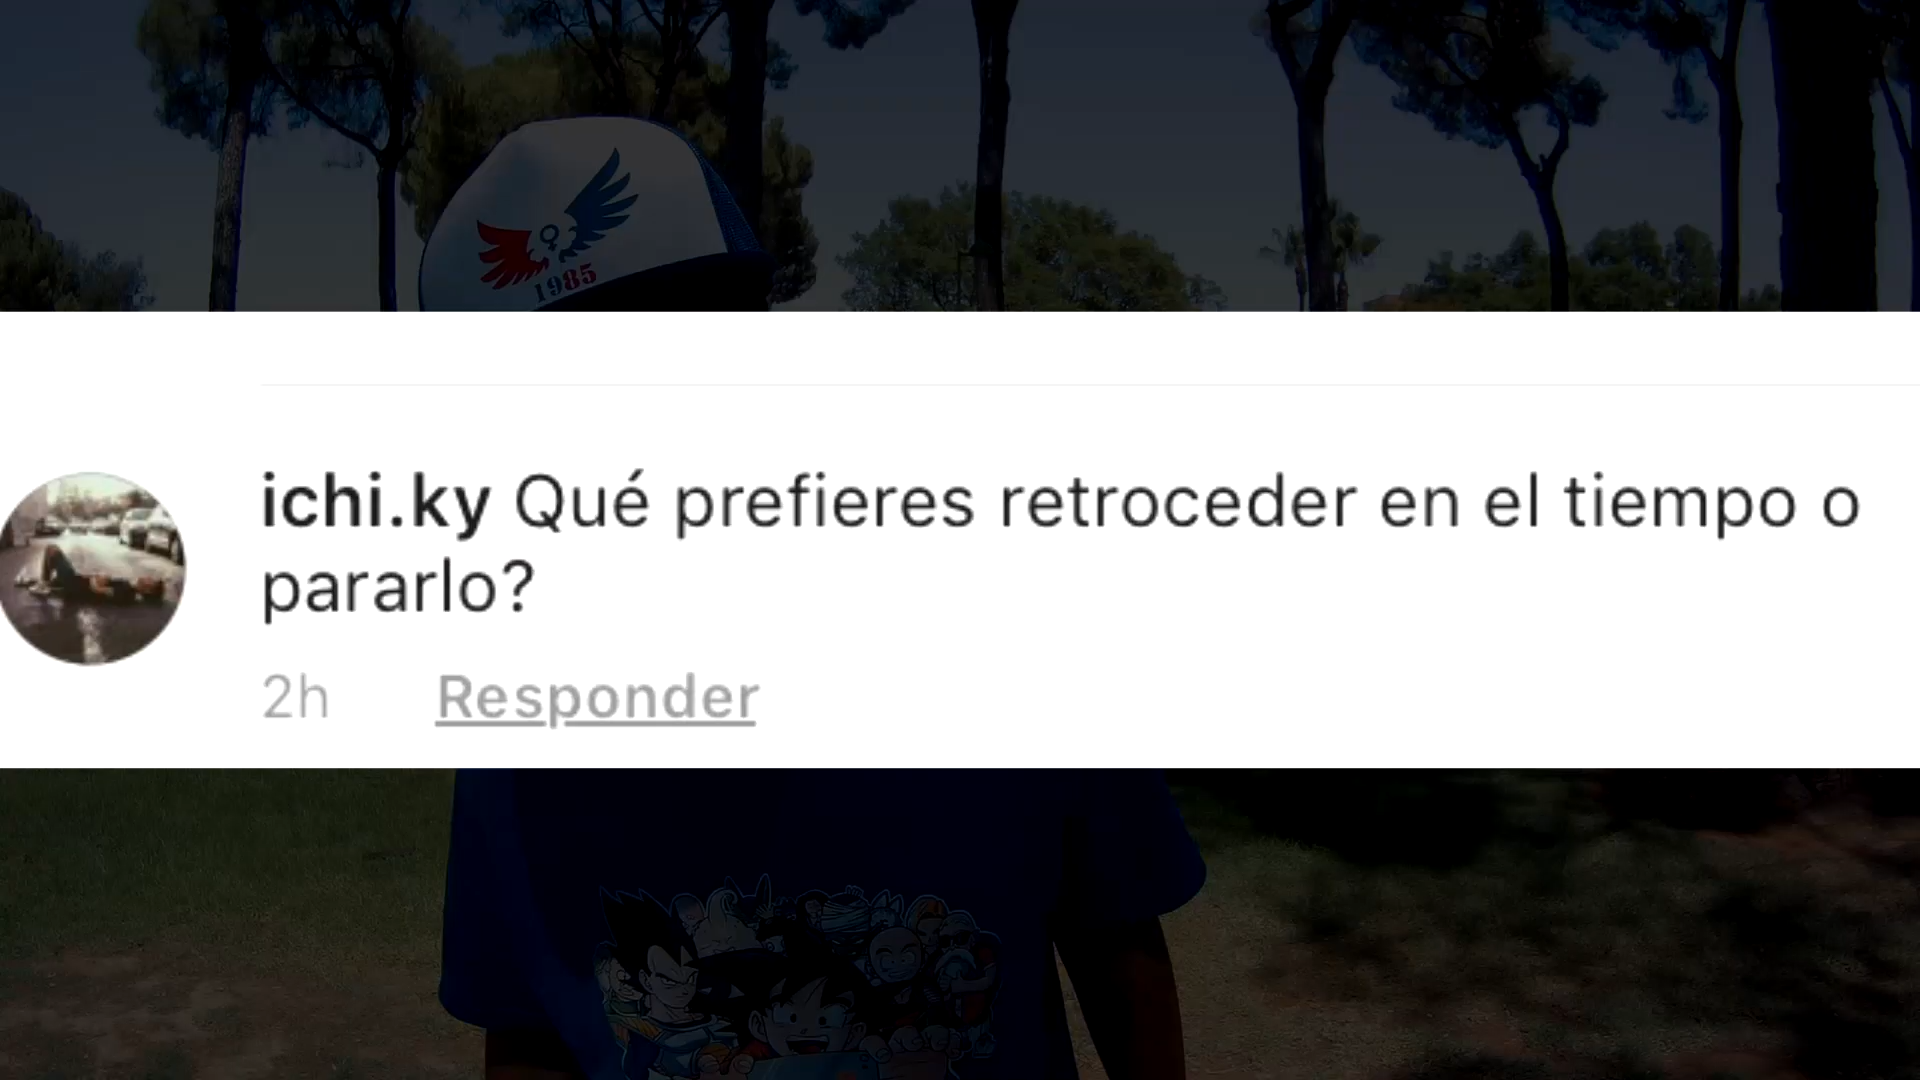 1985
ichi.ky Qué prefieres retroceder en el tiempo o
pararlo?
2h Responder